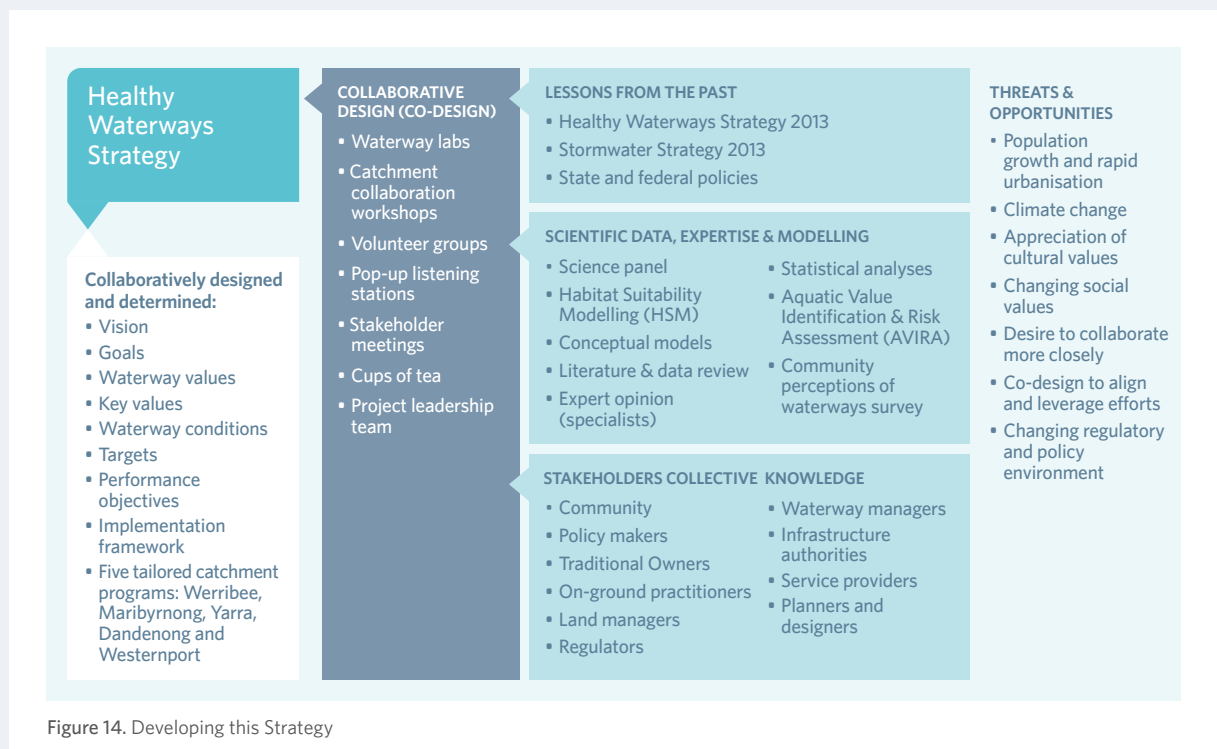 Healthy
Waterways
Strategy
Collaboratively designed
and determined:
• Vision
• Goals
• Waterway values
• Key values
• Waterway conditions
• Targets
• Performance
objectives
• Implementation
framework
• Five tailored catchment
programs: Werribee,
Maribyrnong, Yarra,
Dandenong and
Westernport
COLLABORATIVE
DESIGN (CO-DESIGN)
• Waterway labs
• Catchment
collaboration
workshops
• Volunteer groups
• Pop-up listening
stations
• Stakeholder
meetings
• Cups of tea
• Project leadership
team
LESSONS FROM THE PAST
• Healthy Waterways Strategy 2013
• Stormwater Strategy 2013
• State and federal policies
SCIENTIFIC DATA, EXPERTISE & MODELLING
• Science panel
• Habitat Suitability
Modelling (HSM)
• Conceptual models
• Literature & data review
• Expert opinion
(specialists)
• Statistical analyses
• Aquatic Value
Identification & Risk
Assessment (AVIRA)
• Community
perceptions of
waterways survey
STAKEHOLDERS COLLECTIVE KNOWLEDGE
• Community
• Policy makers
• Traditional Owners
• On-ground practitioners
• Land managers
• Regulators
• Waterway managers
• Infrastructure
authorities
• Service providers
• Planners and
designers
THREATS &
OPPORTUNITIES
• Population
growth and rapid
urbanisation
• Climate change
• Appreciation of
cultural values
• Changing social
values
• Desire to collaborate
more closely
• Co-design to align
and leverage efforts
• Changing regulatory
and policy
environment
Figure 14. Developing this Strategy